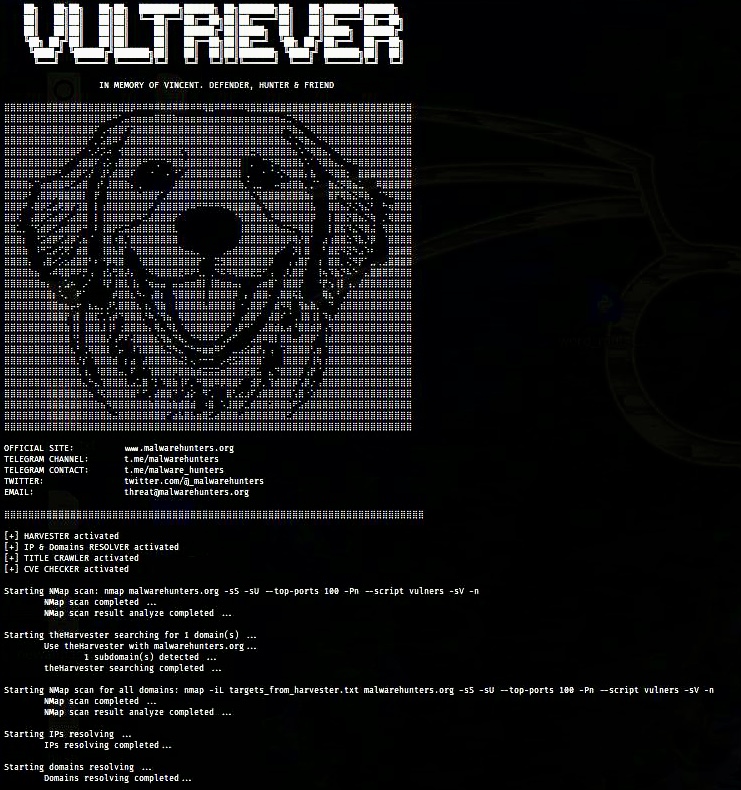 VULTRIEVER
IN MEMORY OF VINCENT. DEFENDER, HUNTER & FRIEND
OFFICIAL SITE: www.malwarehunters.org
TELEGRAM CHANNEL: t.me/malwarehunters
TELEGRAM CONTACT: t.me/malware_hunters
TWITTER: twitter.com/@_malwarehunters
EMAIL: threat@malwarehunters.org
[+] HARVESTER activated
[+] IP & Domains RESOLVER activated
[+] TITLE CRAWLER activated
[+] CVE CHECKER activated
Starting NMap scan: nmap malwarehunters.org -sS -sU --top-ports 100 -Pn --script vulners -sV -n
NMap scan completed ...
NMap scan result analyze completed ...
Starting theHarvester searching for 1 domain(s) ...
Use theHarvester with malwarehunters.org...
1 subdomain(s) detected ...
theHarvester searching completed ...
Starting NMap scan for all domains: nmap -iL targets_from_harvester.txt malwarehunters.org -sS -sU --top-ports 100 -Pn --script vulners -sV -n
NMap scan completed ...
NMap scan result analyze completed ...
Starting IPs resolving ...
IPs resolving completed...
Starting domains resolving ...
Domains resolving completed...